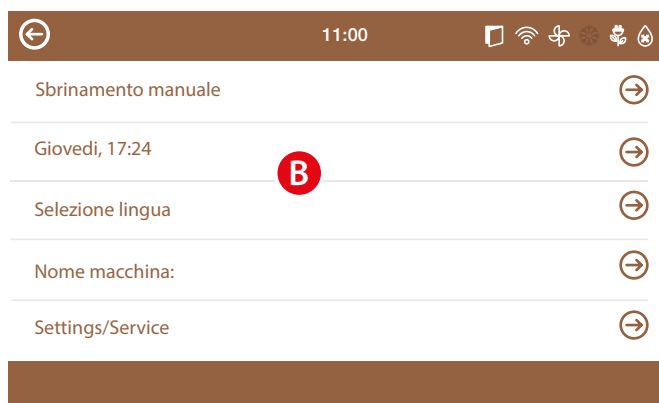 11:00
Sbrinamento manuale
Giovedi, 17:24
B
Selezione lingua
Nome macchina:
Settings/Service